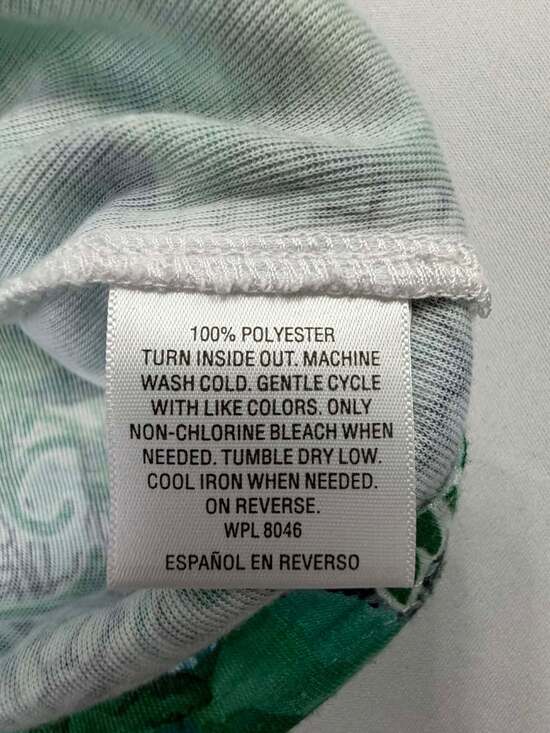 100% POLYESTER
TURN INSIDE OUT. MACHINE
WASH COLD. GENTLE CYCLE
WITH LIKE COLORS. ONLY
NON-CHLORINE BLEACH WHEN
NEEDED. TUMBLE DRY LOW.
COOL IRON WHEN NEEDED.
ON REVERSE.
WPL 8046
ESPAÑOL EN REVERSO